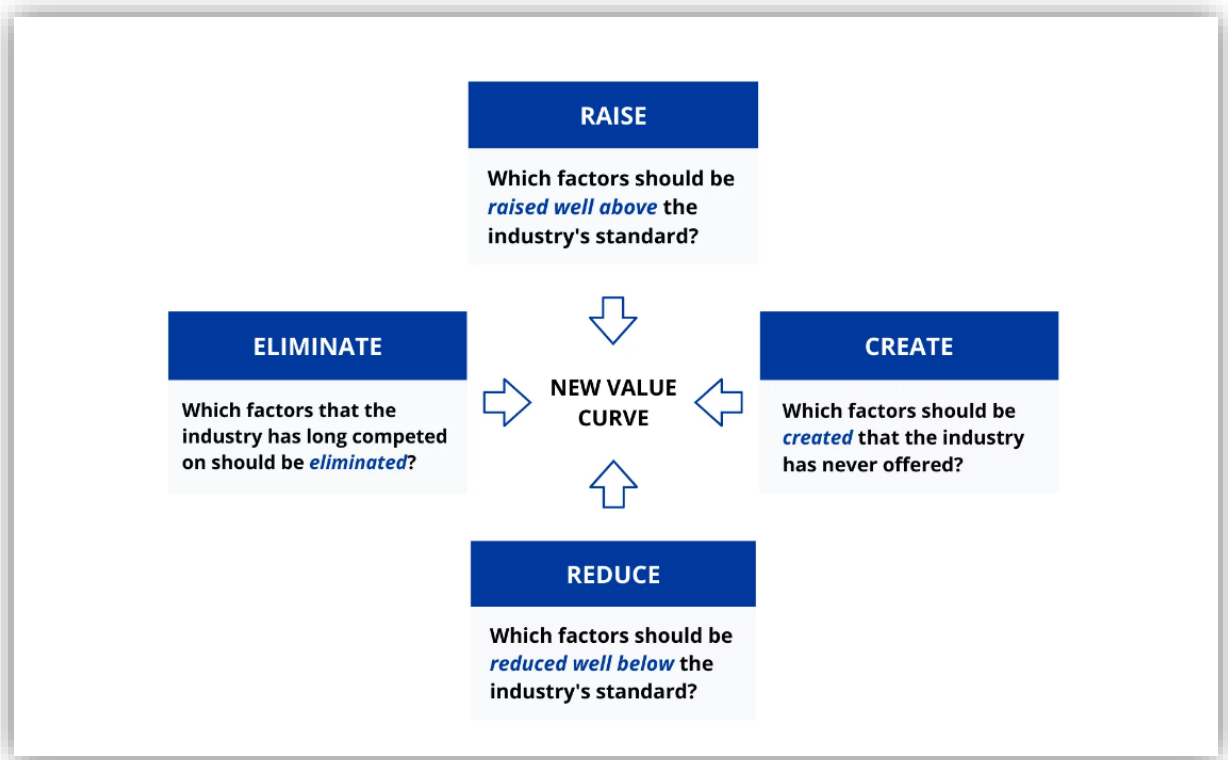 RAISE
Which factors should be
raised well above the
industry's standard?
ELIMINATE
Which factors that the
industry has long competed
on should be eliminated?
NEW VALUE
CURVE
CREATE
Which factors should be
created that the industry
has never offered?
REDUCE
Which factors should be
reduced well below the
industry's standard?